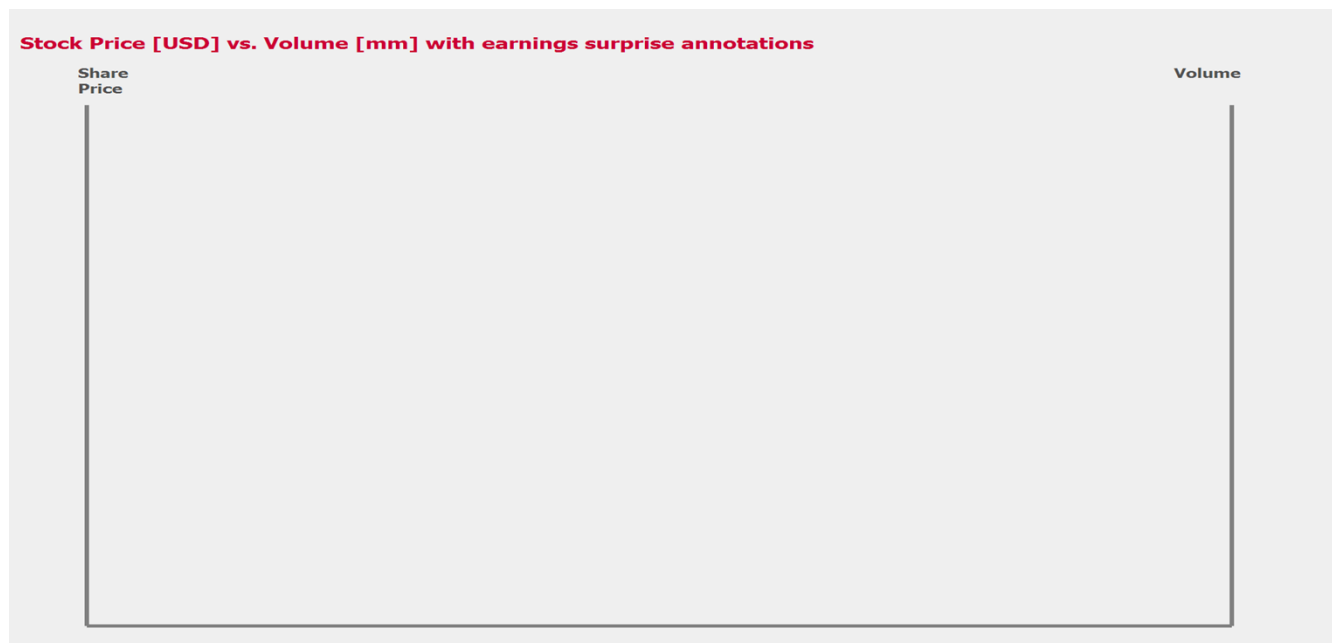 Stock Price [USD] vs. Volume [mm] with earnings surprise annotations
Share
Price
Volume